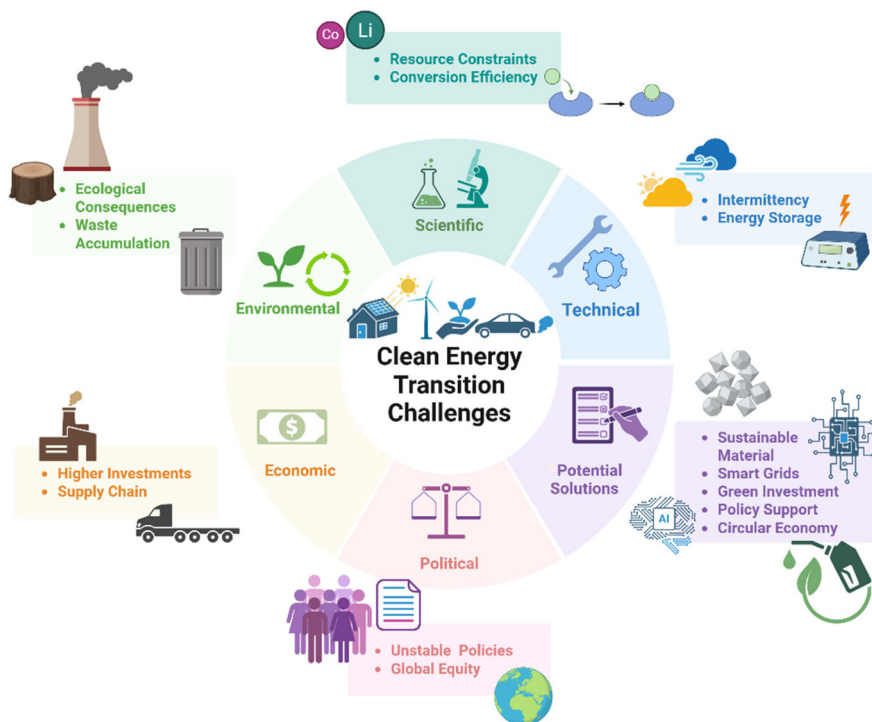 Co
Li
• Resource Constraints
• Conversion Efficiency
• Ecological
Consequences
• Waste
Accumulation
• Intermittency
• Energy Storage
Scientific
Environmental
Technical
Clean Energy
Transition
Challenges
Economic
Potential
Solutions
Political
• Higher Investments
• Supply Chain
• Sustainable
Material
• Smart Grids
• Green Investment
• Policy Support
• Circular Economy
AI
• Unstable Policies
• Global Equity